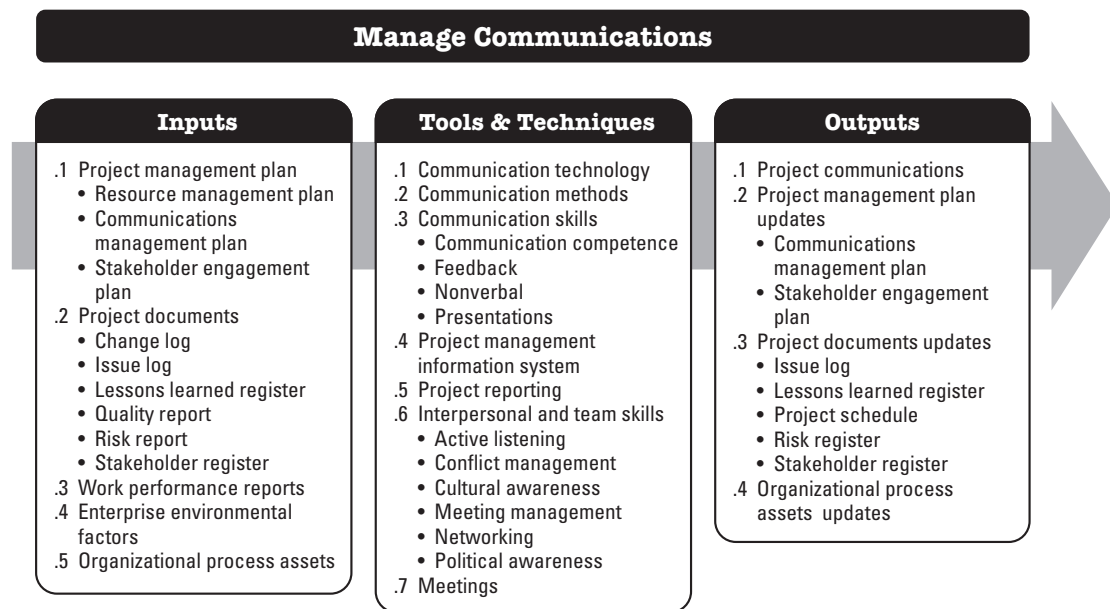 Manage Communications
Inputs
.1 Project management plan
• Resource management plan
• Communications
management plan
• Stakeholder engagement
plan
.2 Project documents
• Change log
• Issue log
• Lessons learned register
• Quality report
• Risk report
• Stakeholder register
.3 Work performance reports
.4 Enterprise environmental
factors
.5 Organizational process assets
Tools & Techniques
.1 Communication technology
.2 Communication methods
.3 Communication skills
• Communication competence
• Feedback
• Nonverbal
• Presentations
.4 Project management
information system
.5 Project reporting
.6 Interpersonal and team skills
• Active listening
• Conflict management
• Cultural awareness
• Meeting management
• Networking
• Political awareness
.7 Meetings
Outputs
.1 Project communications
.2 Project management plan
updates
• Communications
management plan
• Stakeholder engagement
plan
.3 Project documents updates
• Issue log
• Lessons learned register
• Project schedule
• Risk register
• Stakeholder register
.4 Organizational process
assets updates